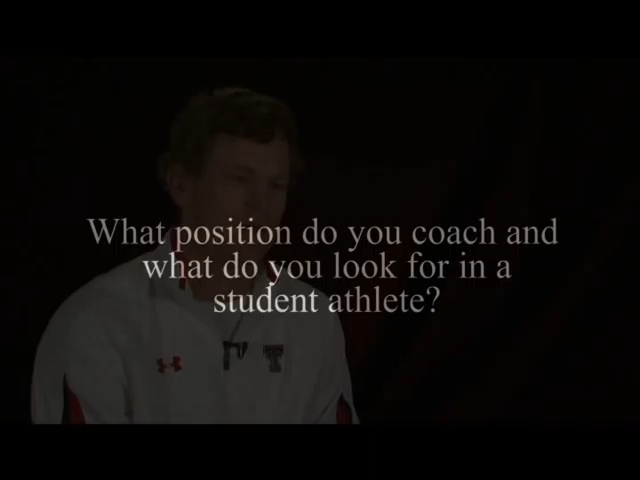 What position do you coach and
what do you look for in a
student athlete?